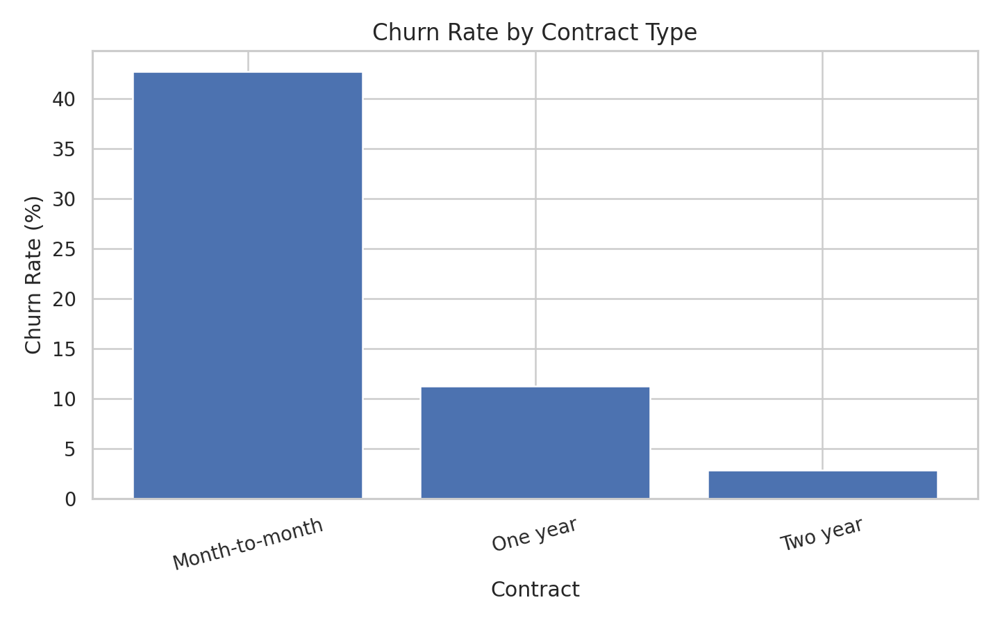 Churn Rate by Contract Type
Churn Rate (%)
40
35
30
25
20
15
10
5
0
Month-to-month
One year
Two year
Contract